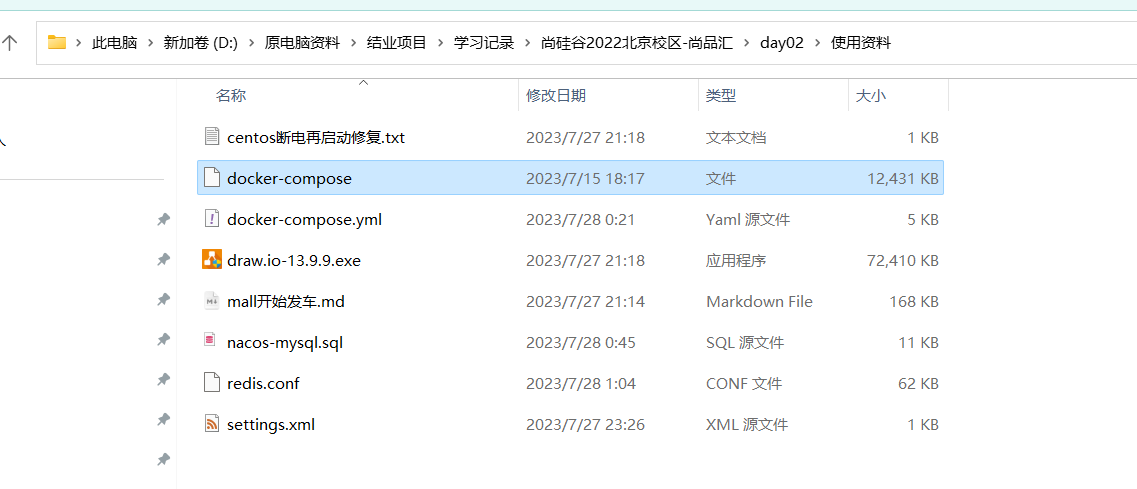 此电脑 › 新加卷 (D:) › 原电脑资料 › 结业项目 › 学习记录 › 尚硅谷2022北京校区-尚品汇 › day02 › 使用资料
名称 修改日期 类型 大小
centos断电再启动修复.txt 2023/7/27 21:18 文本文档 1 KB
docker-compose 2023/7/15 18:17 文件 12,431 KB
docker-compose.yml 2023/7/28 0:21 Yaml 源文件 5 KB
draw.io-13.9.9.exe 2023/7/27 21:18 应用程序 72,410 KB
mall开始发车.md 2023/7/27 21:14 Markdown File 168 KB
nacos-mysql.sql 2023/7/28 0:45 SQL 源文件 11 KB
redis.conf 2023/7/28 1:04 CONF 文件 62 KB
settings.xml 2023/7/27 23:26 XML 源文件 1 KB